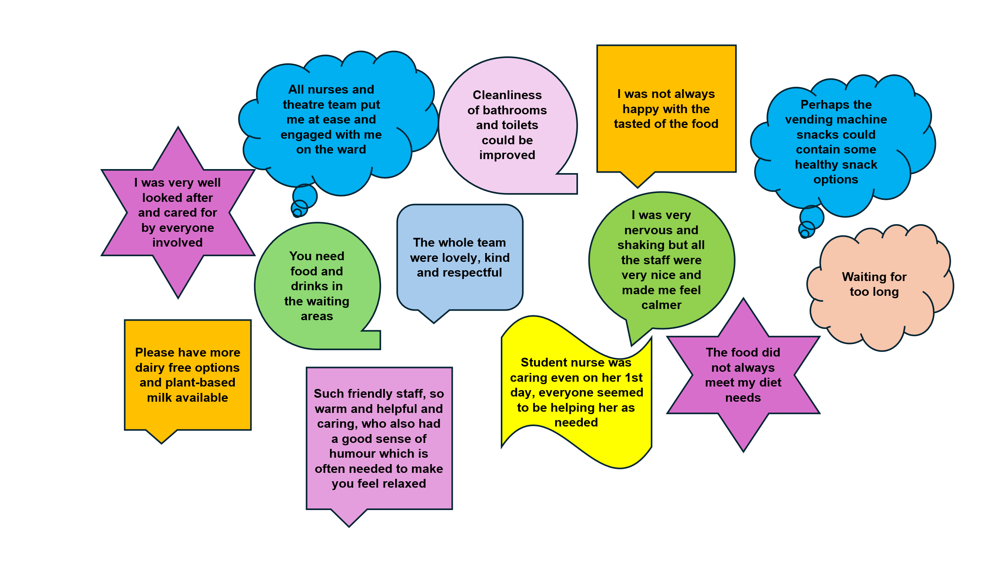 All nurses and
theatre team put
me at ease and
engaged with me
on the ward
Cleanliness
of bathrooms
and toilets
could be
improved
I was not always
happy with the
tasted of the food
Perhaps the
vending machine
snacks could
contain some
healthy snack
options
I was very well
looked after
and cared for
by everyone
involved
You need
food and
drinks in
the waiting
areas
The whole team
were lovely, kind
and respectful
I was very
nervous and
shaking but all
the staff were
very nice and
made me feel
calmer
Waiting for
too long
Please have more
dairy free options
and plant-based
milk available
Such friendly staff, so
warm and helpful and
caring, who also had
a good sense of
humour which is
often needed to make
you feel relaxed
Student nurse was
caring even on her 1st
day, everyone seemed
to be helping her as
needed
The food did
not always
meet my diet
needs